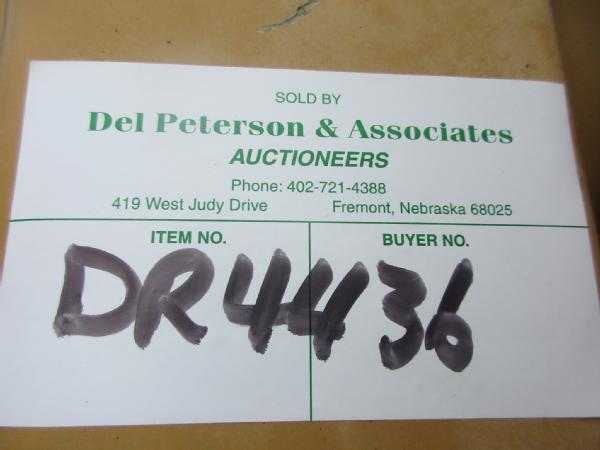 SOLD BY
Del Peterson & Associates
AUCTIONEERS
Phone: 402-721-4388
419 West Judy Drive Fremont, Nebraska 68025
ITEM NO. BUYER NO.
DR4436